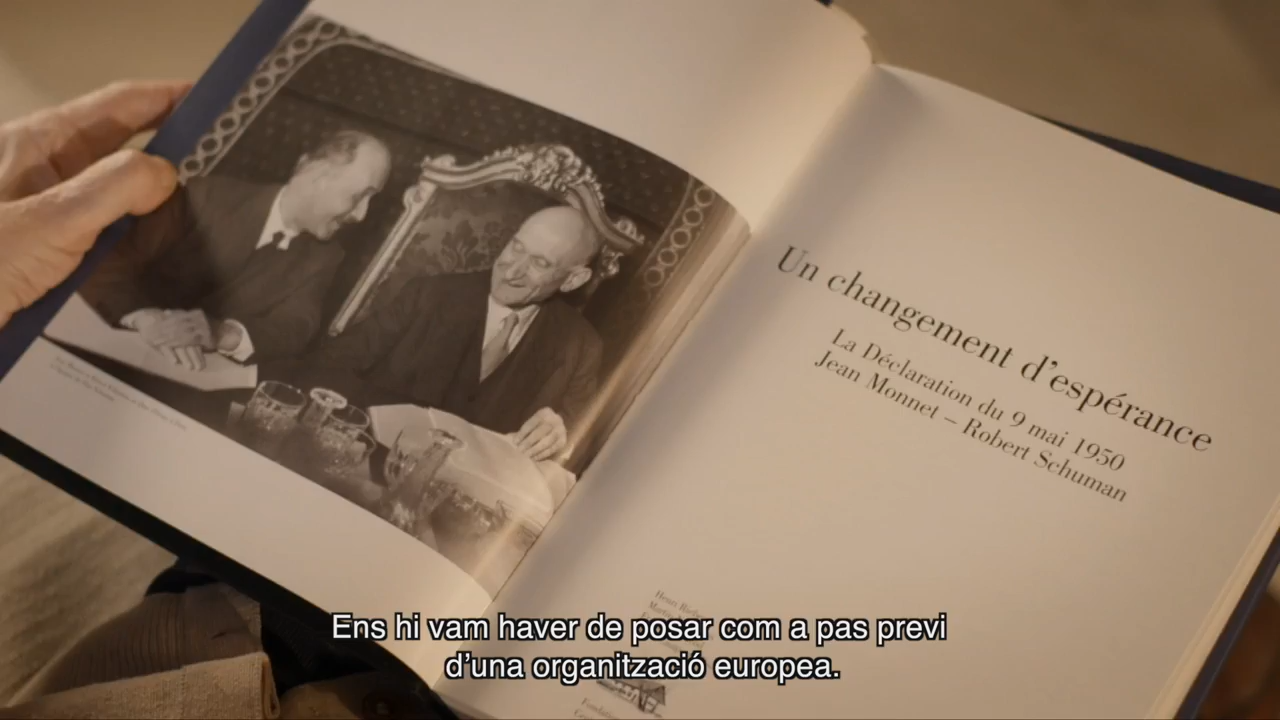 Un changement d'espérance
La Déclaration du 9 mai 1950
Jean Monnet – Robert Schuman
Ens hi vam haver de posar com a pas previ
d'una organització europea.